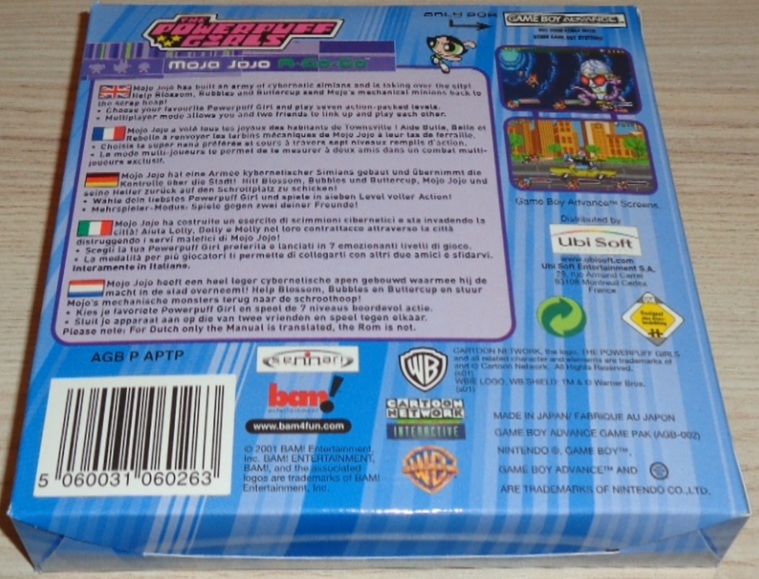 THE
POWERPUFF
GIRLS
MOJO JOJO A-GO-GO
ONLY FOR
GAME BOY ADVANCE
Mojo Jojo has built an army of cybernetic simians and is taking over the city!
Help Blossom, Bubbles and Buttercup send Mojo's mechanical minions back to
the scrap heap!
• Choose your favourite Powerpuff Girl and play seven action-packed levels.
• Multiplayer mode allows you and two friends to link up and play each other.
Mojo Jojo a volé tous les joyaux des habitants de Townsville ! Aide Bulle, Belle et
Rebelle à renvoyer les larbins mécaniques de Mojo Jojo à leur tas de ferraille.
• Choisis ta super nana préférée et cours à travers sept niveaux remplis d'action.
• Le mode multi-joueurs te permet de te mesurer à deux amis dans un combat multi-
joueurs exclusif.
Mojo Jojo hat eine Armee kybernetischer Simians gebaut und übernimmt die
Kontrolle über die Stadt! Hilf Blossom, Bubbles und Buttercup, Mojo Jojo und
seine Helfer zurück auf den Schrottplatz zu schicken!
• Wähle dein liebstes Powerpuff Girl und spiele in sieben Level voller Action!
• Mehrspieler-Modus: Spiele gegen zwei deiner Freunde!
Mojo Jojo ha costruito un esercito di scimmioni cibernetici e sta invadendo la
città! Aiuta Lolly, Dolly e Molly nel loro contrattacco attraverso la città
distruggendo i servi malefici di Mojo Jojo!
• Scegli la tua Powerpuff Girl preferita e lanciati in 7 emozionanti livelli di gioco.
• La modalità per più giocatori ti permette di collegarti con altri due amici e sfidarvi.
Interamente in Italiano.
Mojo Jojo heeft een heel leger cybernetische apen gebouwd waarmee hij de
macht in de stad overneemt! Help Blossom, Bubbles en Buttercup en stuur
Mojo's mechanische monsters terug naar de schroothoop!
• Kies je favoriete Powerpuff Girl en speel de 7 niveaus boordevol actie.
• Sluit je apparaat aan op die van twee vrienden en speel tegen elkaar.
Please note: For Dutch only the Manual is translated, the Rom is not.
Game Boy Advance™ Screens.
Distributed by
Ubi Soft
www.ubisoft.com
Ubi Soft Entertainment S.A.
79, rue Armand Carrel
93108 Montreuil Cedex
France
AGB P APTP
5 060031 060263
sennari
bam!
www.bam4fun.com
© 2001 BAM! Entertainment,
Inc. BAM! ENTERTAINMENT,
BAM!, and the associated
logos are trademarks of BAM!
Entertainment, Inc.
WB
CARTOON
NETWORK
INTERACTIVE
CARTOON NETWORK, the logo, THE POWERPUFF GIRLS
and all related characters and elements are trademarks of
and © Cartoon Network. All Rights Reserved.
(s01)
WBIE LOGO, WB SHIELD: TM & © Warner Bros.
(s01)
MADE IN JAPAN/ FABRIQUE AU JAPON
GAME BOY ADVANCE GAME PAK (AGB-002)
NINTENDO ®, GAME BOY™,
GAME BOY ADVANCE™ AND
ARE TRADEMARKS OF NINTENDO CO.,LTD.